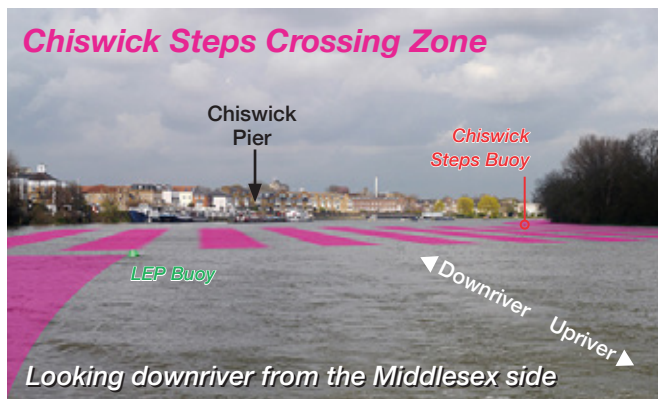 Chiswick Steps Crossing Zone
Chiswick
Pier
Chiswick
Steps Buoy
LEP Buoy
Downriver
Upriver
Looking downriver from the Middlesex side